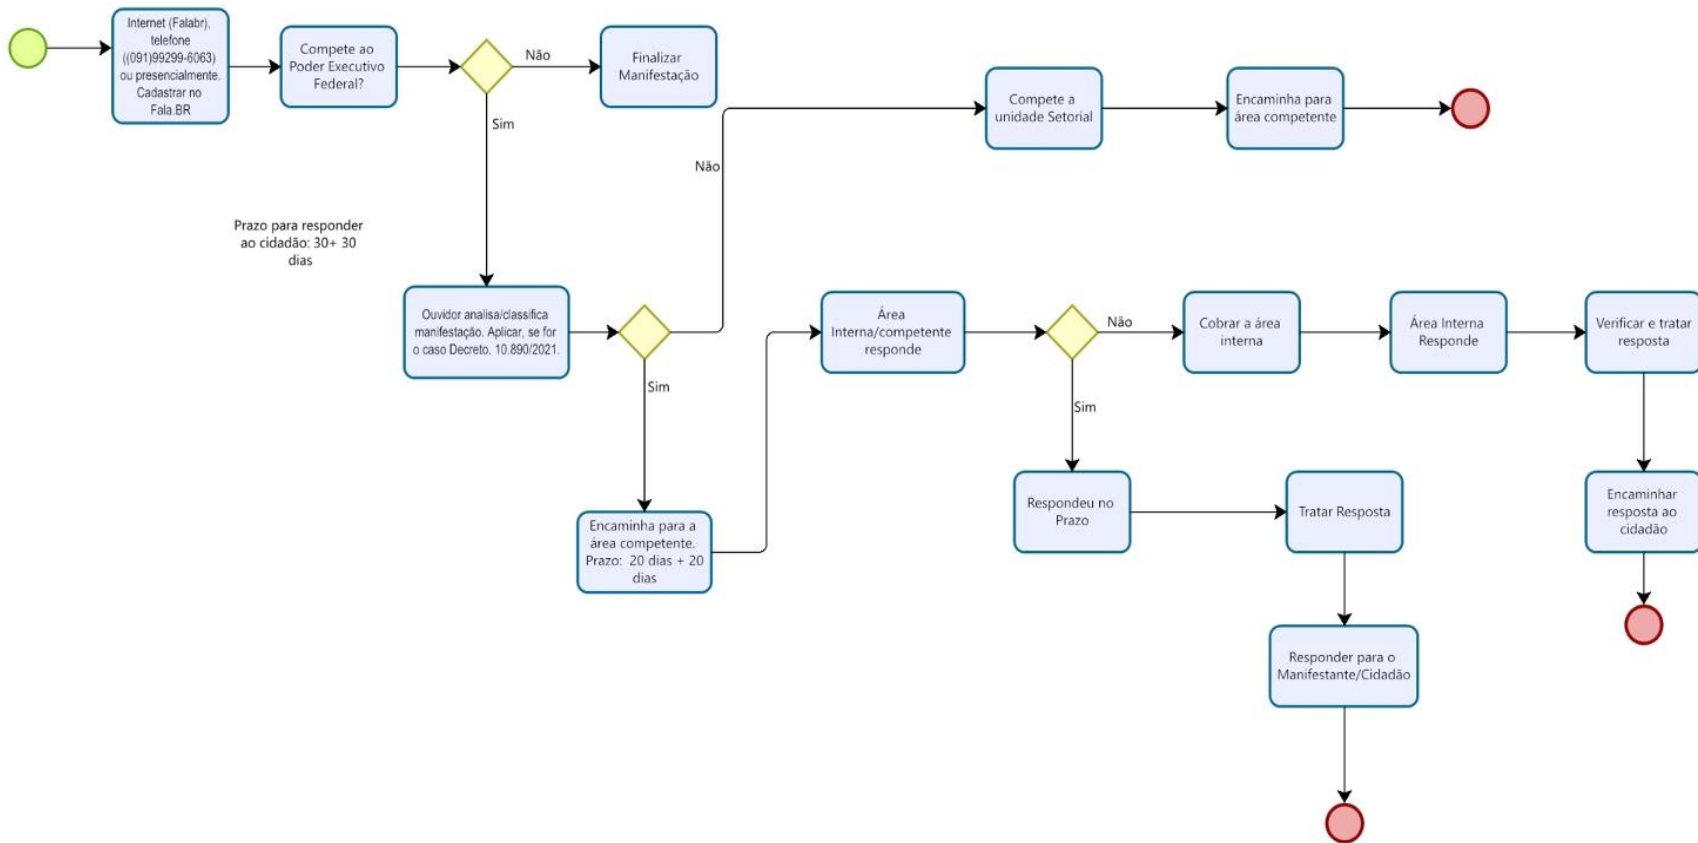 Internet (Falabr),
telefone
((091)99299-6063)
ou presencialmente.
Cadastrar no
Fala.BR
Compete ao
Poder Executivo
Federal?
Não
Finalizar
Manifestação
Sim
Não
Compete a
unidade Setorial
Encaminha para
área competente
Prazo para responder
ao cidadão: 30+ 30
dias
Ouvidor analisa/classifica
manifestação. Aplicar, se for
o caso Decreto. 10.890/2021.
Sim
Encaminha para a
área competente.
Prazo: 20 dias + 20
dias
Área
Interna/competente
responde
Não
Cobrar a área
interna
Área Interna
Responde
Verificar e tratar
resposta
Sim
Respondeu no
Prazo
Tratar Resposta
Encaminhar
resposta ao
cidadão
Responder para o
Manifestante/Cidadão